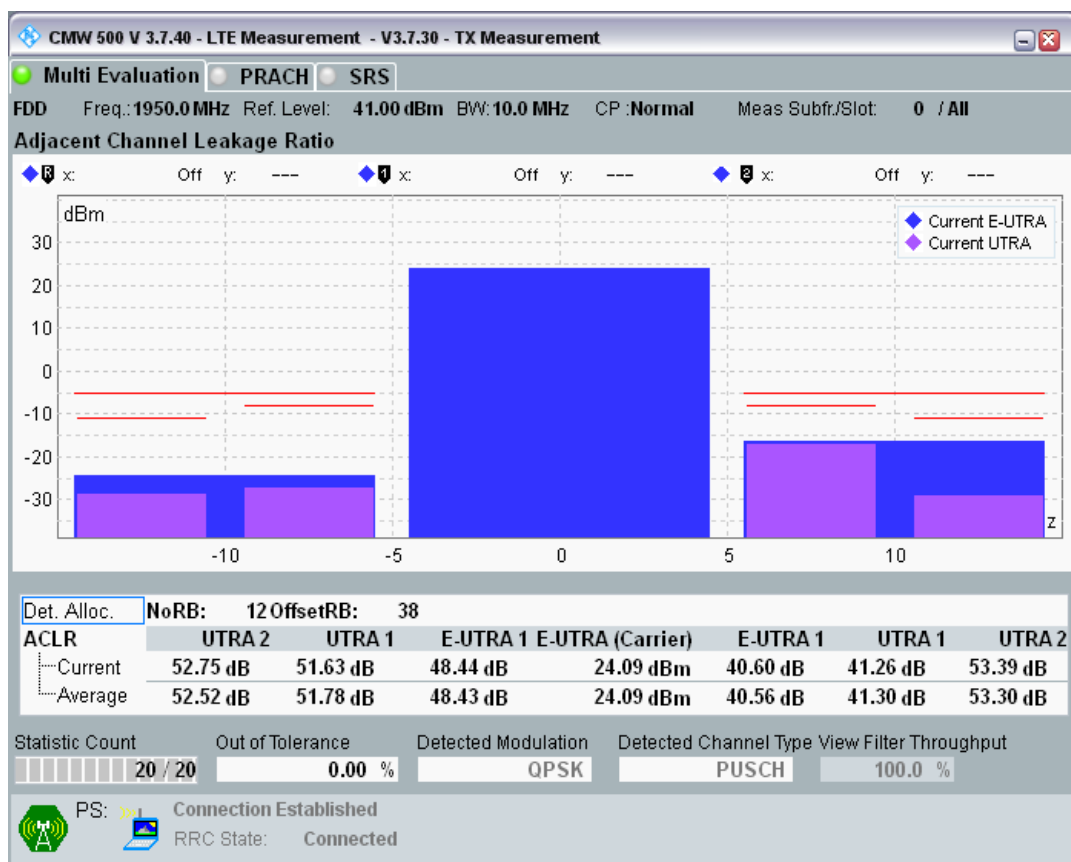 CMW 500 V 3.7.40 - LTE Measurement - V3.7.30 - TX Measurement
Multi Evaluation PRACH SRS
FDD Freq.: 1950.0 MHz Ref. Level: 41.00 dBm BW: 10.0 MHz CP :Normal Meas Subfr./Slot: 0 / All
Adjacent Channel Leakage Ratio
R x: Off y: --- 1 x: Off y: --- 2 x: Off y: ---
dBm
Current E-UTRA
Current UTRA
30
20
10
0
-10
-20
-30
z
-10 -5 0 5 10
Det. Alloc. NoRB: 12 OffsetRB: 38
ACLR UTRA 2 UTRA 1 E-UTRA 1 E-UTRA (Carrier) E-UTRA 1 UTRA 1 UTRA 2
Current 52.75 dB 51.63 dB 48.44 dB 24.09 dBm 40.60 dB 41.26 dB 53.39 dB
Average 52.52 dB 51.78 dB 48.43 dB 24.09 dBm 40.56 dB 41.30 dB 53.30 dB
Statistic Count Out of Tolerance Detected Modulation Detected Channel Type View Filter Throughput
20 / 20 0.00 % QPSK PUSCH 100.0 %
PS: Connection Established
RRC State: Connected